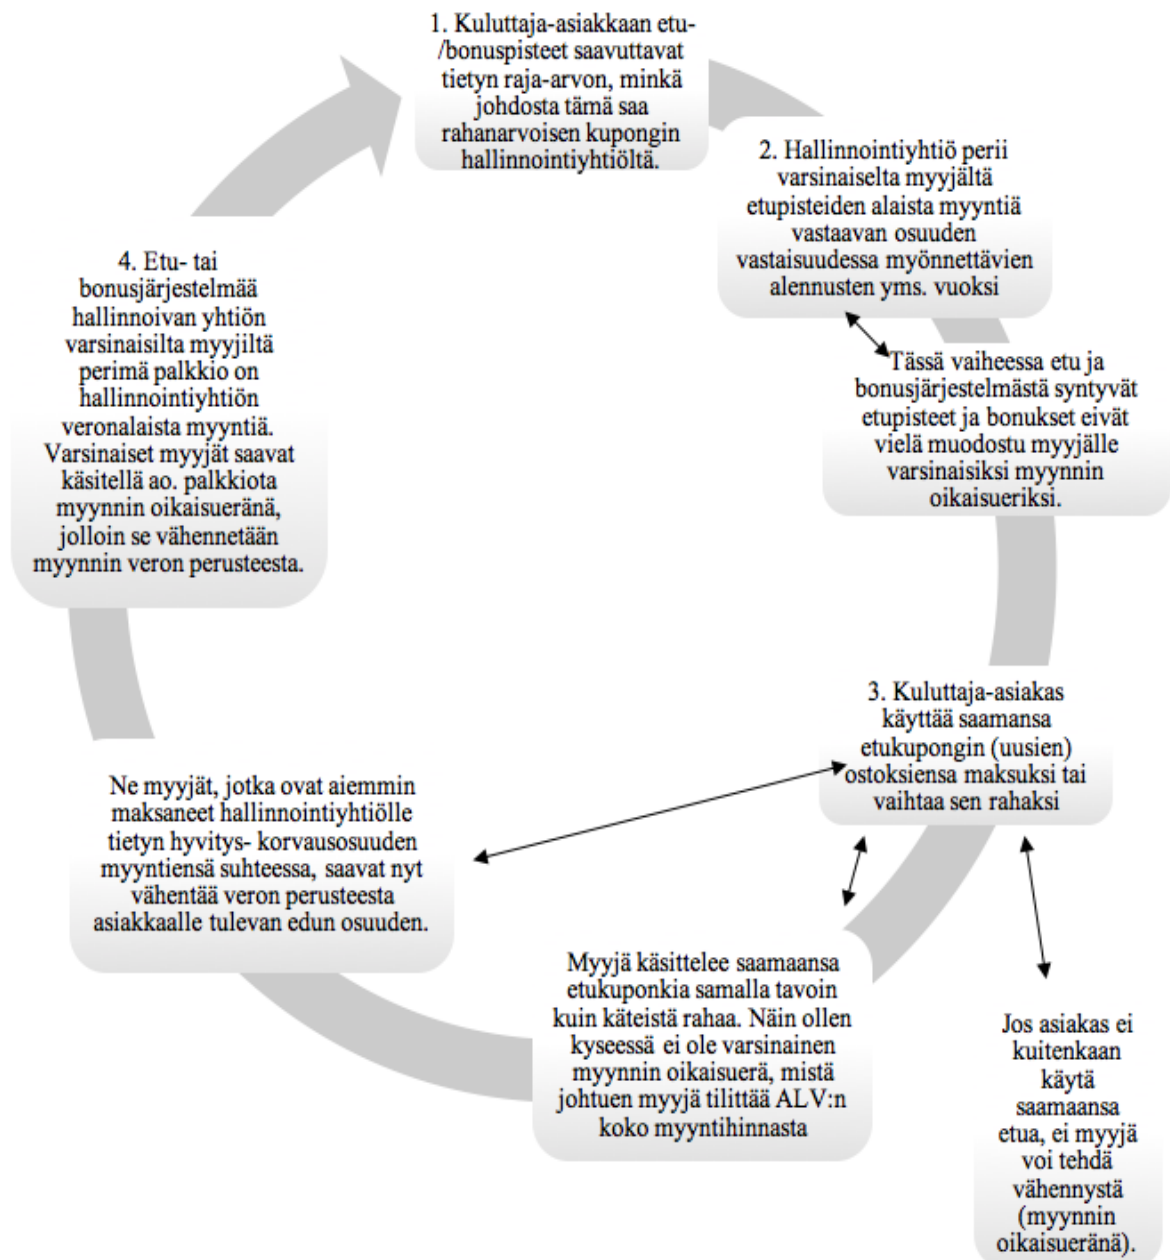 1. Kuluttaja-asiakkaan etu-
/bonuspisteet saavuttavat
tietyn raja-arvon, minkä
johdosta tämä saa
rahanarvoisen kupongin
hallinnointiyhtiöltä.
2. Hallinnointiyhtiö perii
varsinaiselta myyjältä
etupisteiden alaista myyntiä
vastaavan osuuden
vastaisuudessa myönnettävien
alennusten yms. vuoksi
Tässä vaiheessa etu ja
bonusjärjestelmästä syntyvät
etupisteet ja bonukset eivät
vielä muodostu myyjälle
varsinaisiksi myynnin
oikaisueriksi.
3. Kuluttaja-asiakas
käyttää saamansa
etukupongin (uusien)
ostoksiensa maksuksi tai
vaihtaa sen rahaksi
Jos asiakas ei
kuitenkaan
käytä
saamaansa
etua, ei myyjä
voi tehdä
vähennystä
(myynnin
oikaisueränä).
Myyjä käsittelee saamaansa
etukuponkia samalla tavoin
kuin käteistä rahaa. Näin ollen
kyseessä ei ole varsinainen
myynnin oikaisuerä, mistä
johtuen myyjä tilittää ALV:n
koko myyntihinnasta
Ne myyjät, jotka ovat aiemmin
maksaneet hallinnointiyhtiölle
tietyn hyvitys- korvausosuuden
myyntiensä suhteessa, saavat nyt
vähentää veron perusteesta
asiakkaalle tulevan edun osuuden.
4. Etu- tai
bonusjärjestelmää
hallinnoivan yhtiön
varsinaisilta myyjiltä
perimä palkkio on
hallinnointiyhtiön
veronalaista myyntiä.
Varsinaiset myyjät saavat
käsitellä ao. palkkiota
myynnin oikaisueränä,
jolloin se vähennetään
myynnin veron perusteesta.